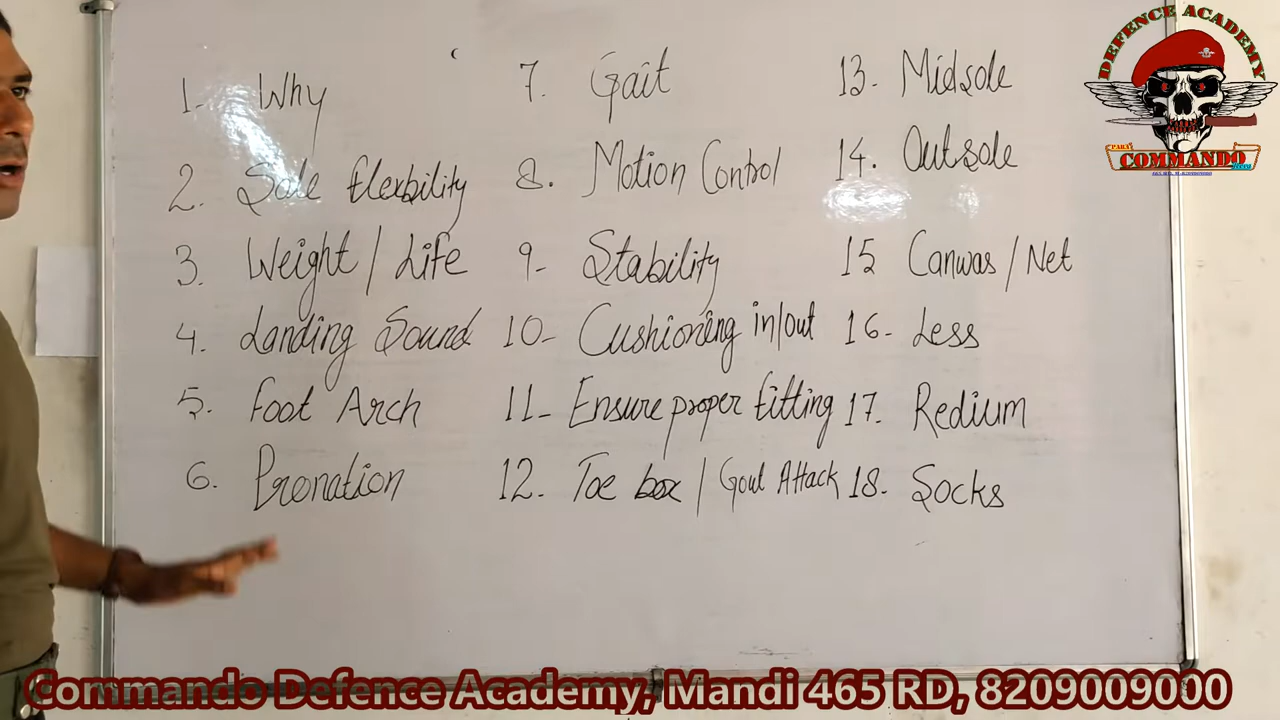 1- Why
2. Sole flexbility
3. Weight / Life
4. Landing Sound
5. Foot Arch
6. Pronation
7. Gait
8. Motion Control
9- Stability
10- Cushioning in/out
11- Ensure proper fitting
12. Toe box / Gout Attack
13- Midsole
14. Outsole
15 Canwas / Net
16- Less
17. Redium
18- Socks
DEFENCE ACADEMY
PARA
COMMANDO
Commando Defence Academy, Mandi 465 RD, 8209009000